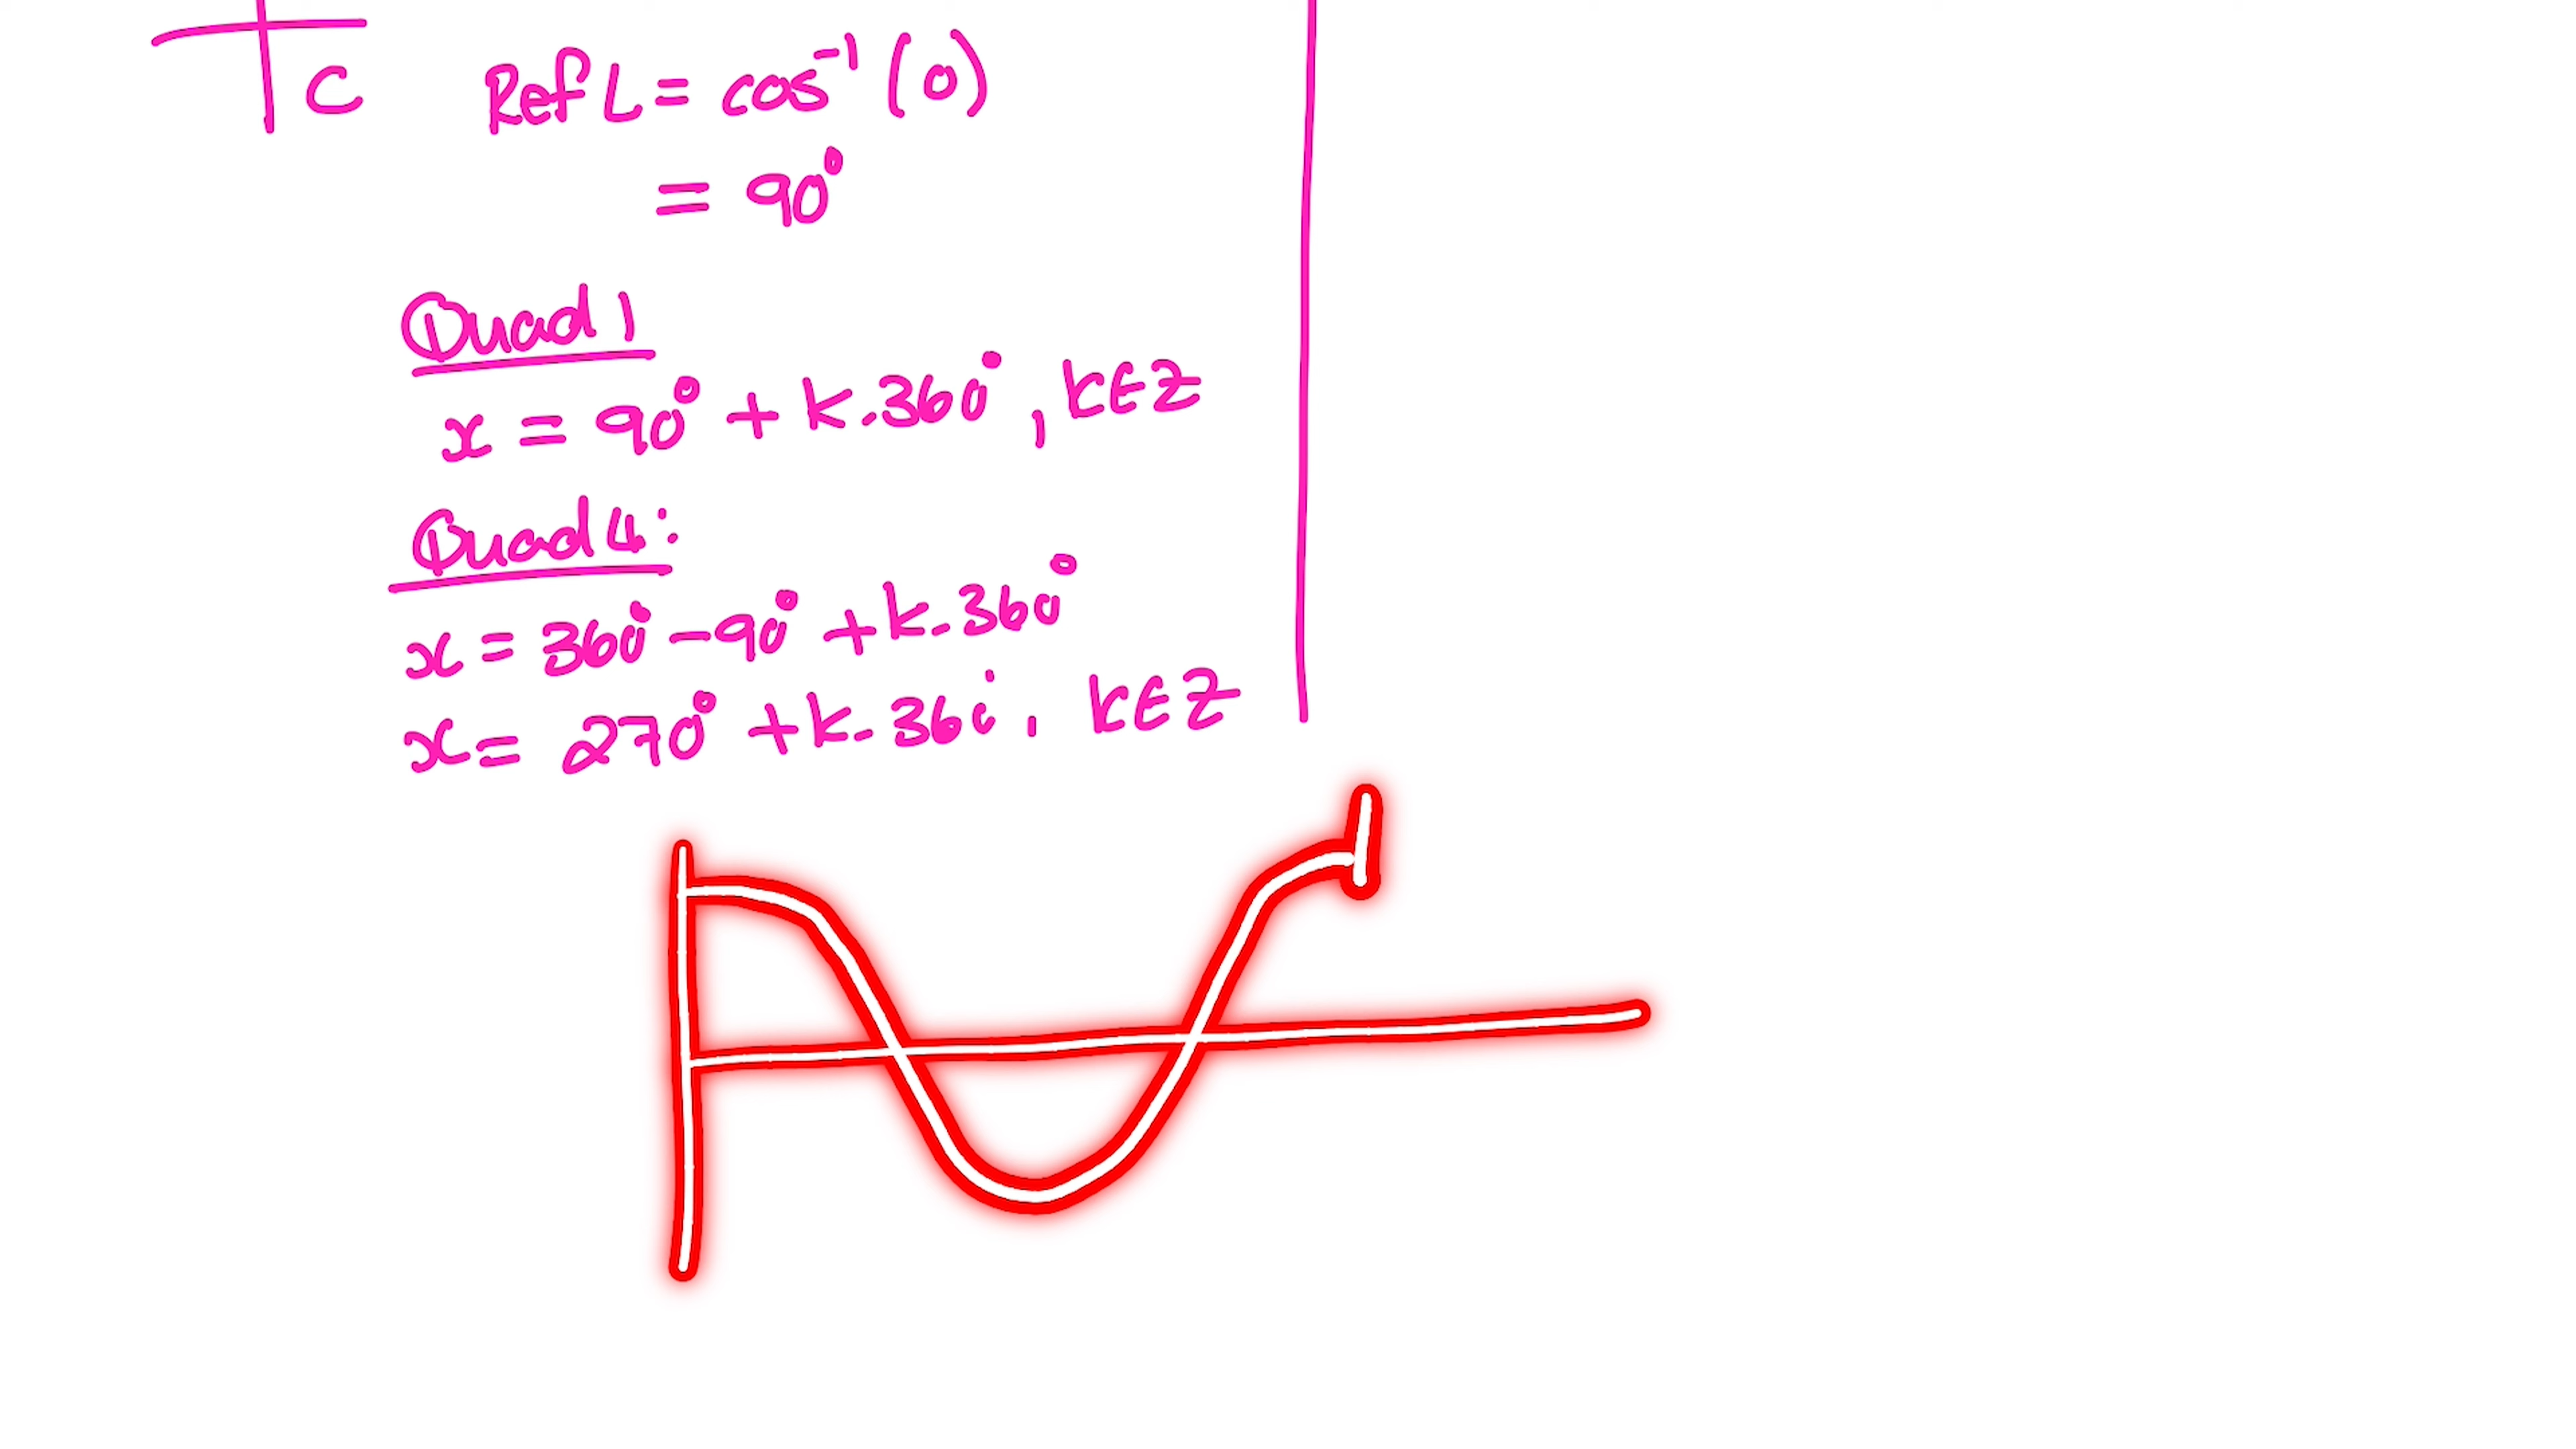 C
Ref∠ = cos⁻¹(0)
= 90°
Quad 1
x = 90° + k.360°, k∈Z
Quad 4:
x = 360° - 90° + k.360°
x = 270° + k.360°, k∈Z